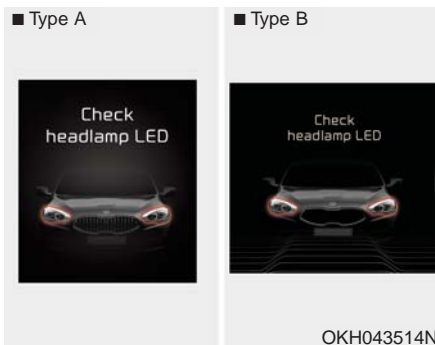 ■ Type A
■ Type B
Check
headlamp LED
Check
headlamp LED
OKH043514N